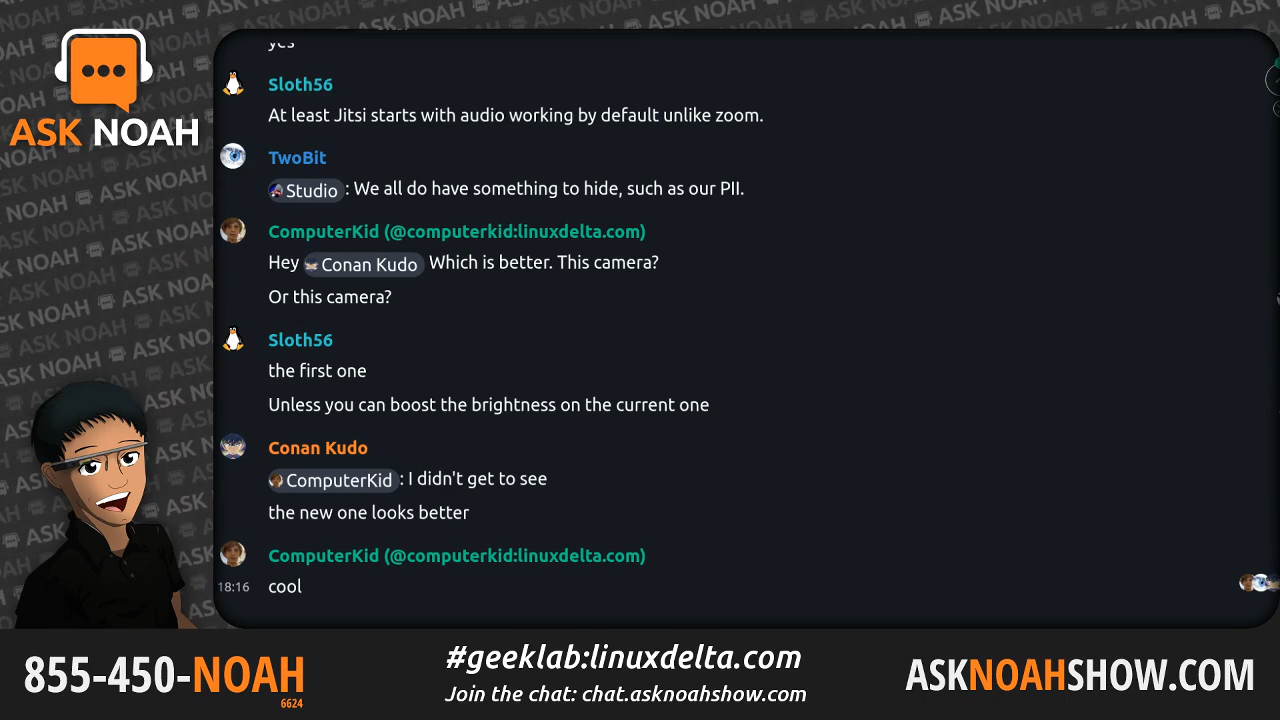 ASK NOAH
yes
Sloth56
At least Jitsi starts with audio working by default unlike zoom.
TwoBit
Studio : We all do have something to hide, such as our PII.
ComputerKid (@computerkid:linuxdelta.com)
Hey Conan Kudo Which is better. This camera?
Or this camera?
Sloth56
the first one
Unless you can boost the brightness on the current one
Conan Kudo
ComputerKid : I didn't get to see
the new one looks better
ComputerKid (@computerkid:linuxdelta.com)
18:16 cool
855-450-NOAH
6624
#geeklab:linuxdelta.com
Join the chat: chat.asknoahshow.com
ASKNOAHSHOW.COM